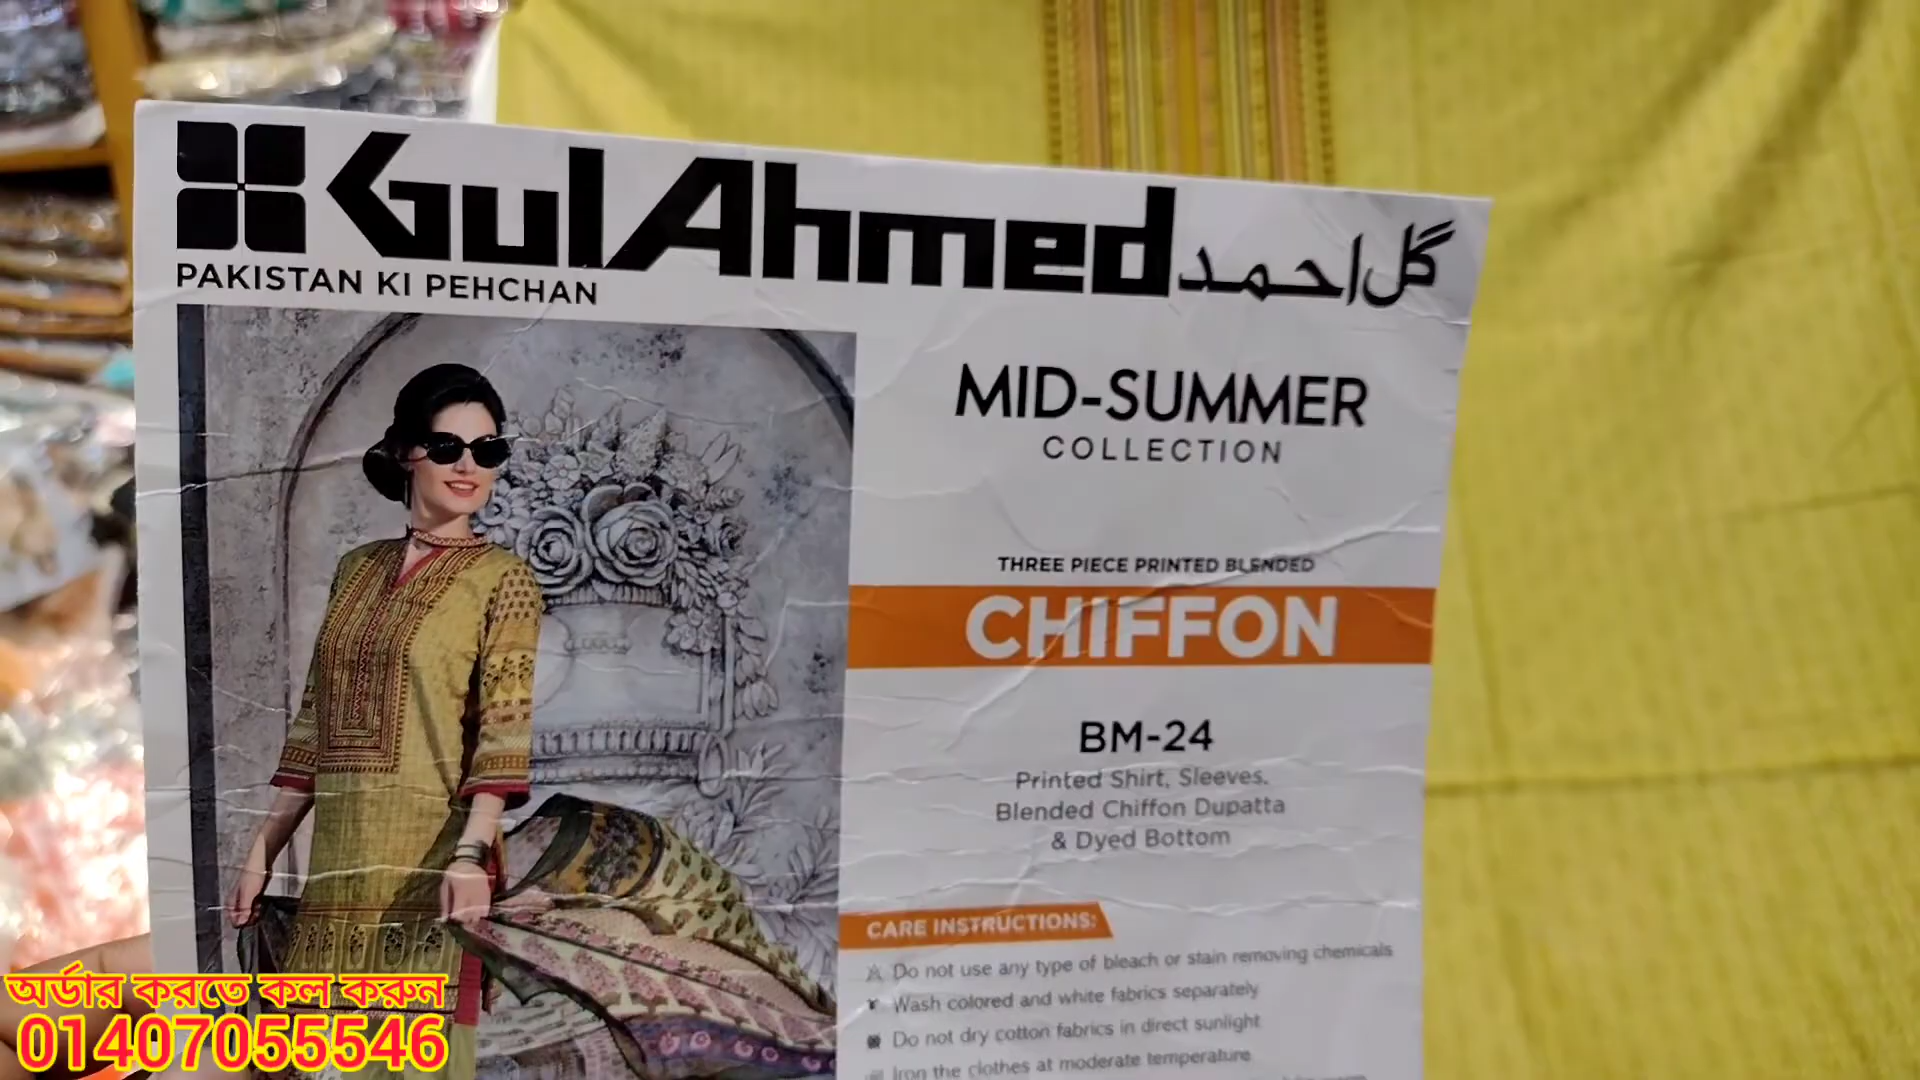 GulAhmed گل احمد
PAKISTAN KI PEHCHAN
MID-SUMMER
COLLECTION
THREE PIECE PRINTED BLENDED
CHIFFON
BM-24
Printed Shirt, Sleeves.
Blended Chiffon Dupatta
& Dyed Bottom
CARE INSTRUCTIONS:
Do not use any type of bleach or stain removing chemicals
Wash colored and white fabrics separately
Do not dry cotton fabrics in direct sunlight
Iron the clothes at moderate temperature
অর্ডার করতে কল করুন
01407055546